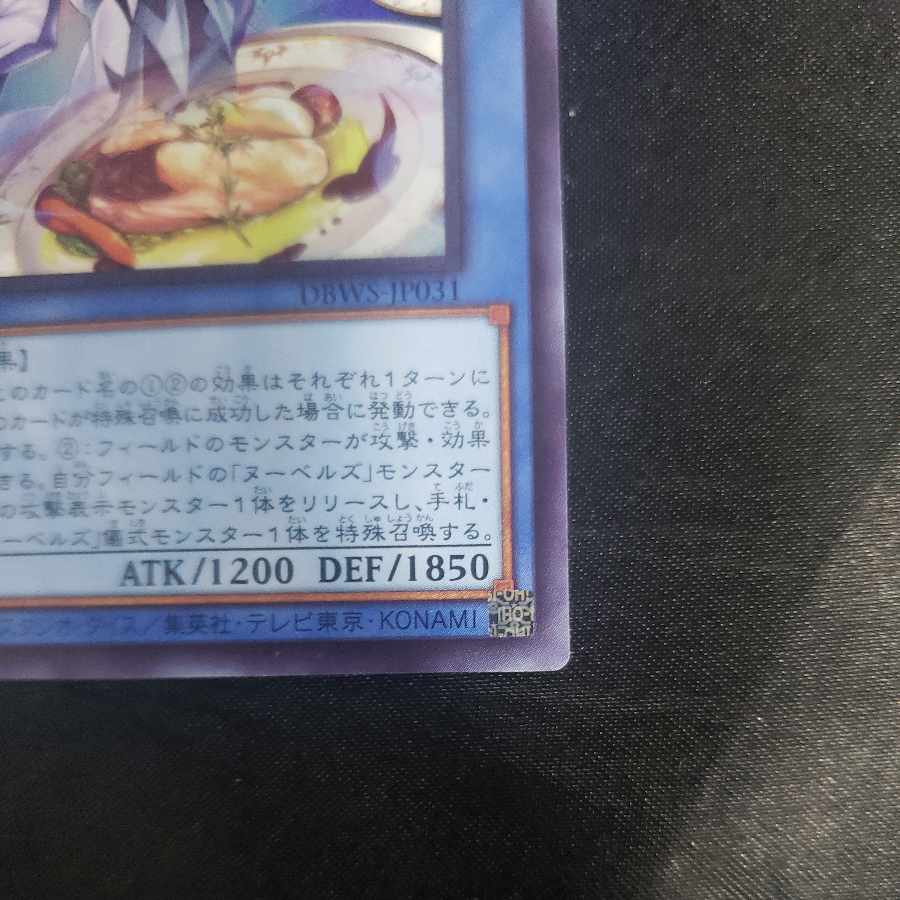 DBWS-JP031
果】
のカード名の①②の効果はそれぞれ1ターンに
のカードが特殊召喚に成功した場合に発動できる。
する。②:フィールドのモンスターが攻撃・効果
きる。自分フィールドの「ヌーベルズ」モンスター
の攻撃表示モンスター1体をリリースし、手札・
ーベルズ」儀式モンスター1体を特殊召喚する。
ATK/1200 DEF/1850
イス/集英社・テレビ東京・KONAMI